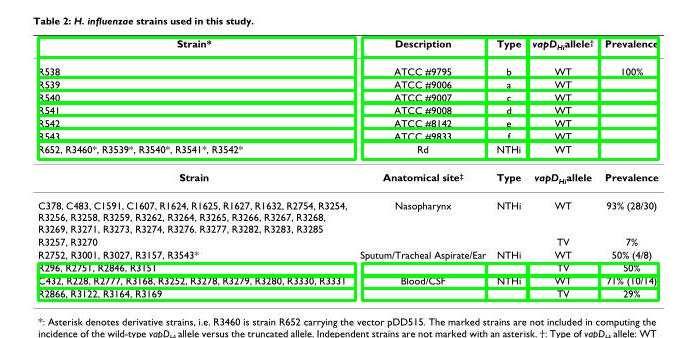 Table 2: H. influenzae strains used in this study.
Strain* Description Type vapDHi allele† Prevalence
R538 ATCC #9795 b WT 100%
R539 ATCC #9006 a WT
R540 ATCC #9007 c WT
R541 ATCC #9008 d WT
R542 ATCC #8142 e WT
R543 ATCC #9833 f WT
R652, R3460*, R3539*, R3540*, R3541*, R3542* Rd NTHi WT
Strain Anatomical site‡ Type vapDHi allele Prevalence
C378, C483, C1591, C1607, R1624, R1625, R1627, R1632, R2754, R3254, Nasopharynx NTHi WT 93% (28/30)
R3256, R3258, R3259, R3262, R3264, R3265, R3266, R3267, R3268,
R3269, R3271, R3273, R3274, R3276, R3277, R3282, R3283, R3285
R3257, R3270 TV 7%
R2752, R3001, R3027, R3157, R3543* Sputum/Tracheal Aspirate/Ear NTHi WT 50% (4/8)
R296, R2751, R2846, R3151 TV 50%
C432, R228, R2777, R3168, R3252, R3278, R3279, R3280, R3330, R3331 Blood/CSF NTHi WT 71% (10/14)
R2866, R3122, R3164, R3169 TV 29%
*: Asterisk denotes derivative strains, i.e. R3460 is strain R652 carrying the vector pDD515. The marked strains are not included in computing the
incidence of the wild-type vapDHi allele versus the truncated allele. Independent strains are not marked with an asterisk. †: Type of vapDHi allele: WT